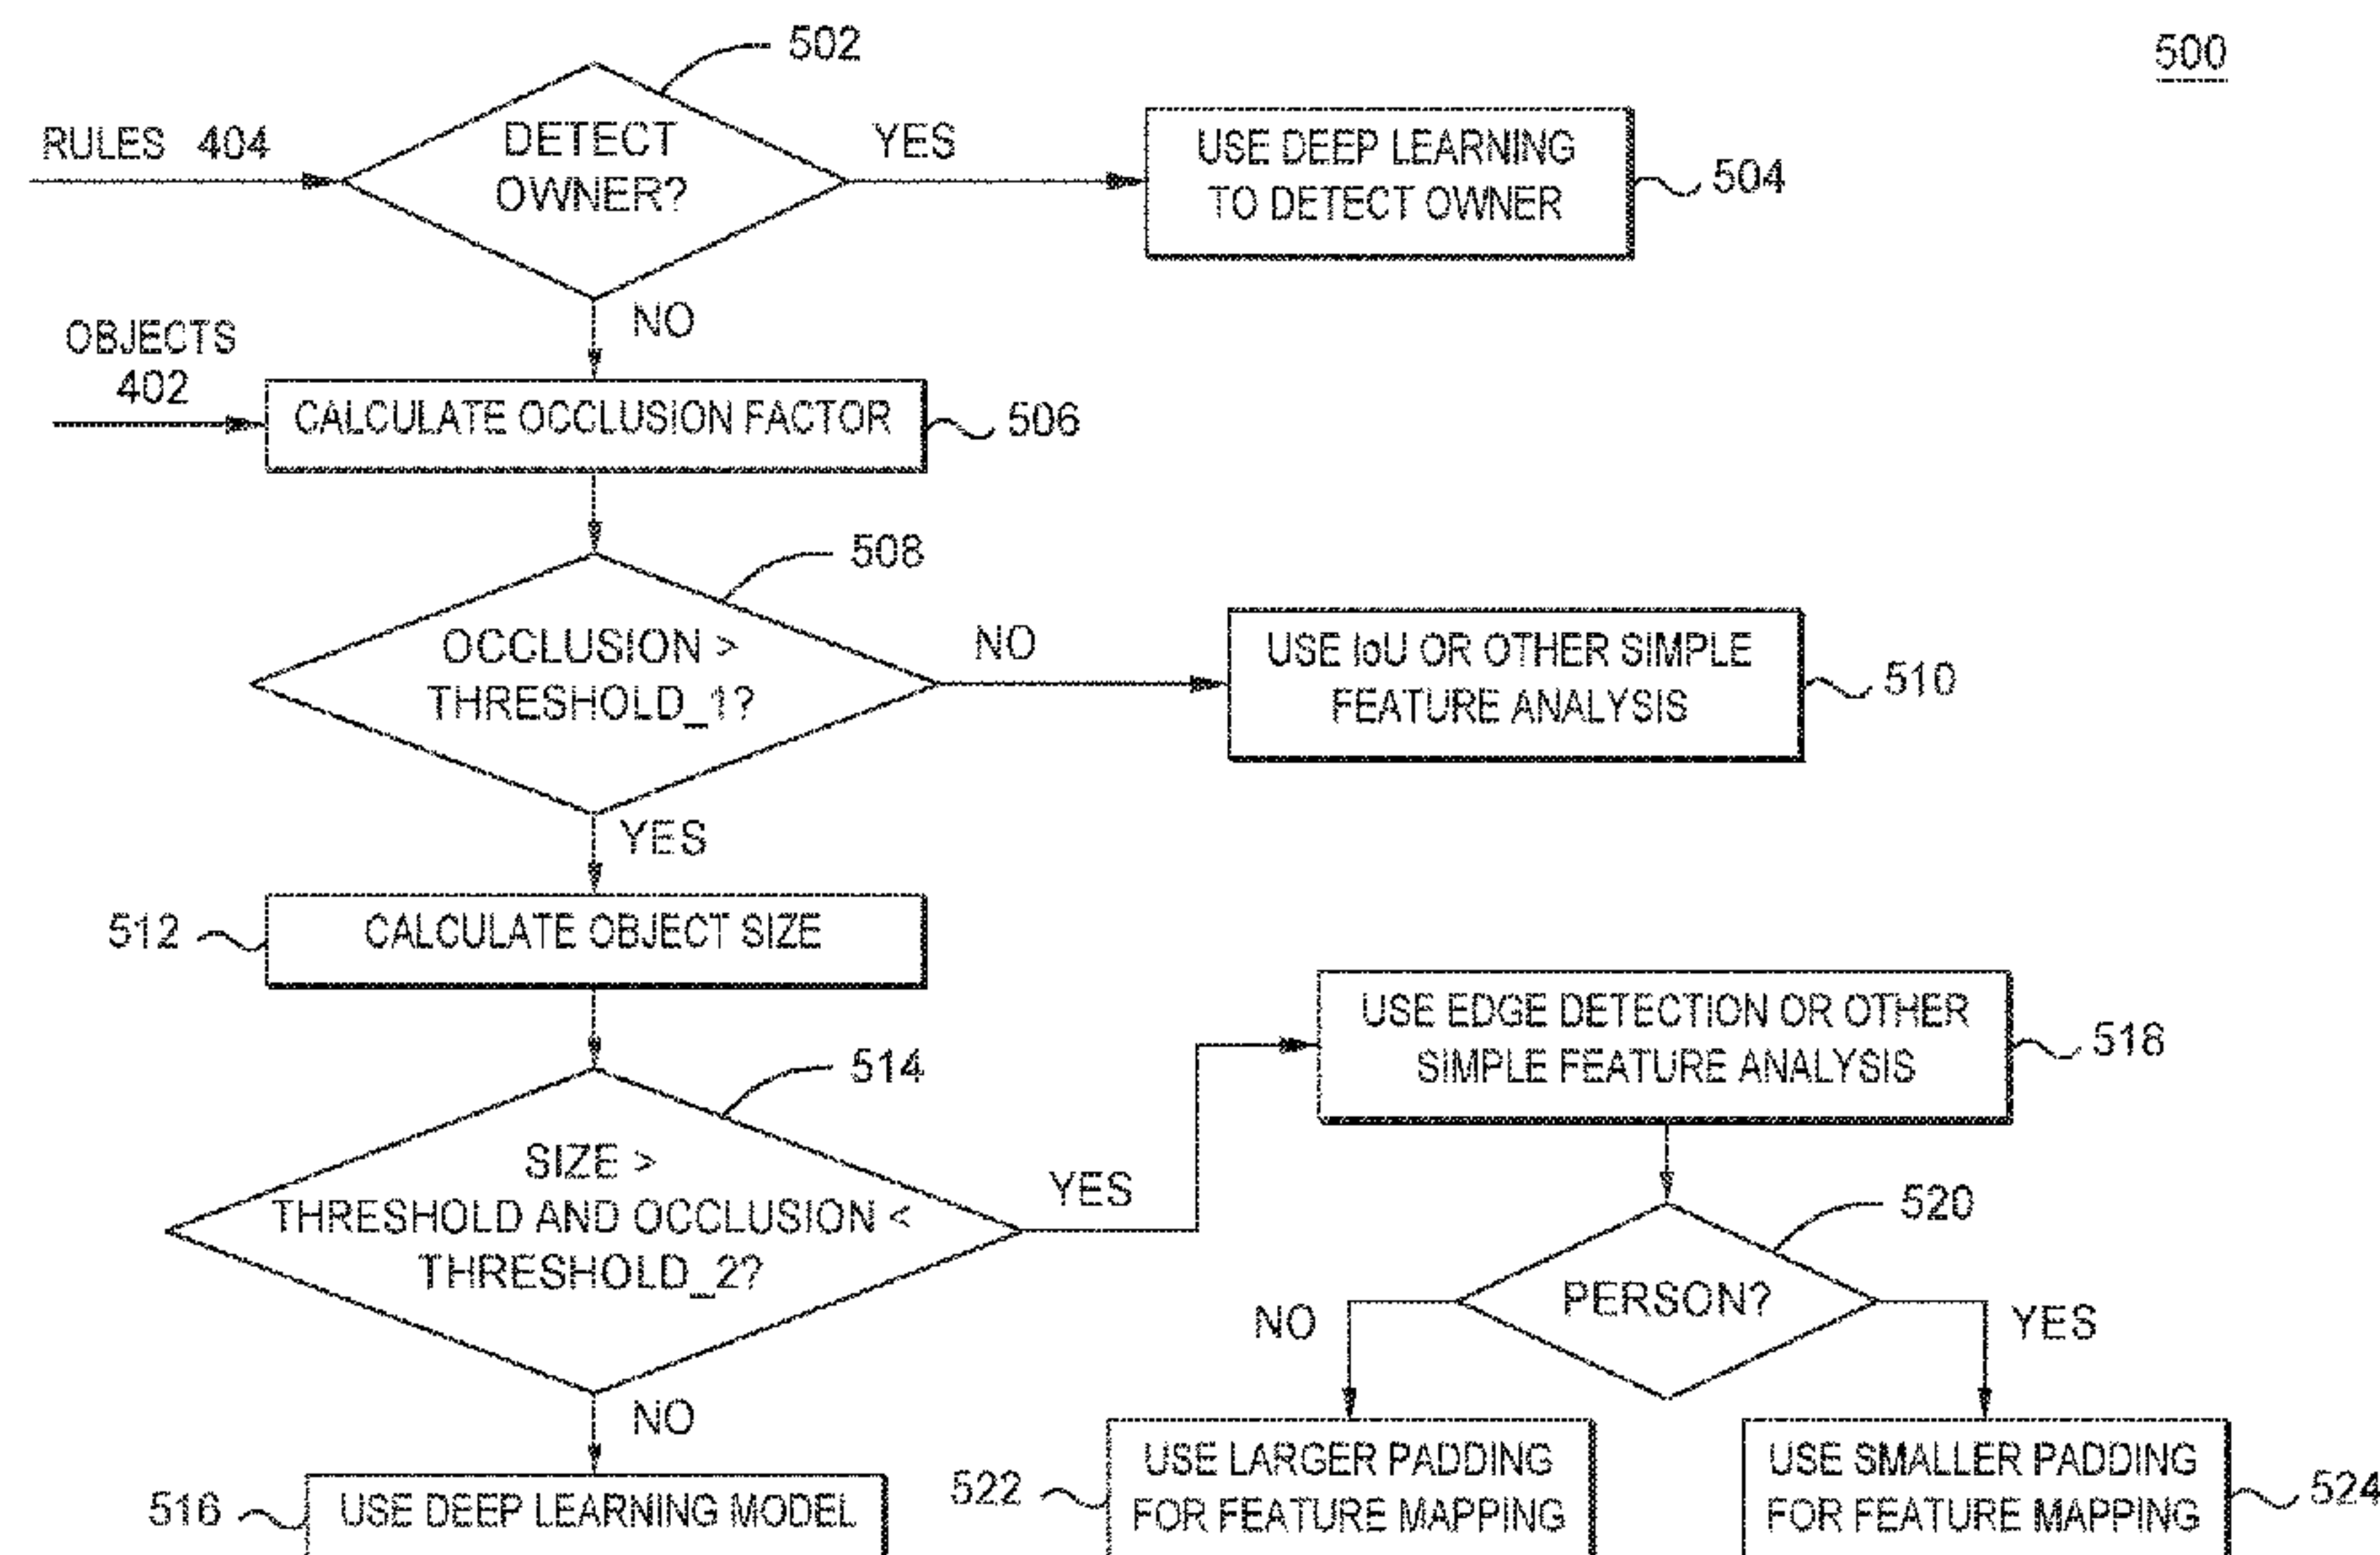 500
502
RULES 404
DETECT
OWNER?
YES
USE DEEP LEARNING
TO DETECT OWNER
504
NO
OBJECTS
402
CALCULATE OCCLUSION FACTOR
506
508
OCCLUSION >
THRESHOLD_1?
NO
USE IoU OR OTHER SIMPLE
FEATURE ANALYSIS
510
YES
512
CALCULATE OBJECT SIZE
514
SIZE >
THRESHOLD AND OCCLUSION <
THRESHOLD_2?
YES
USE EDGE DETECTION OR OTHER
SIMPLE FEATURE ANALYSIS
518
520
PERSON?
NO
YES
NO
516
USE DEEP LEARNING MODEL
522
USE LARGER PADDING
FOR FEATURE MAPPING
USE SMALLER PADDING
FOR FEATURE MAPPING
524